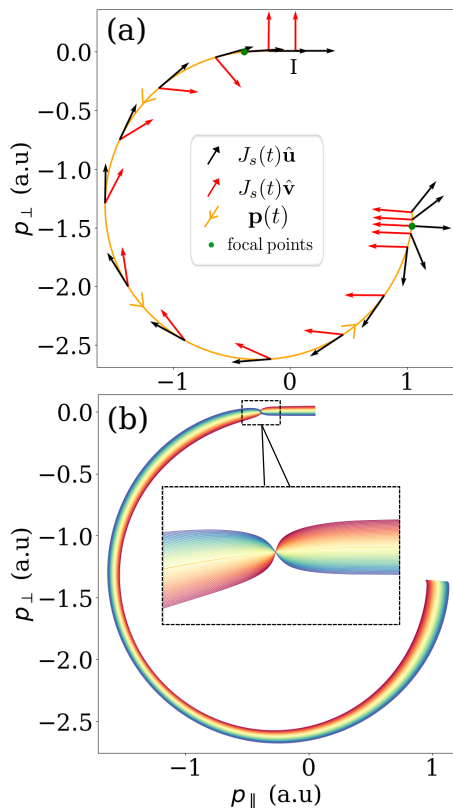 (a)
0.0
−0.5
−1.0
−1.5
−2.0
−2.5
p⊥ (a.u)
I
J_s(t)û
J_s(t)v̂
p(t)
focal points
−1
0
1
(b)
0.0
−0.5
−1.0
−1.5
−2.0
−2.5
p⊥ (a.u)
−1
0
1
p∥ (a.u)